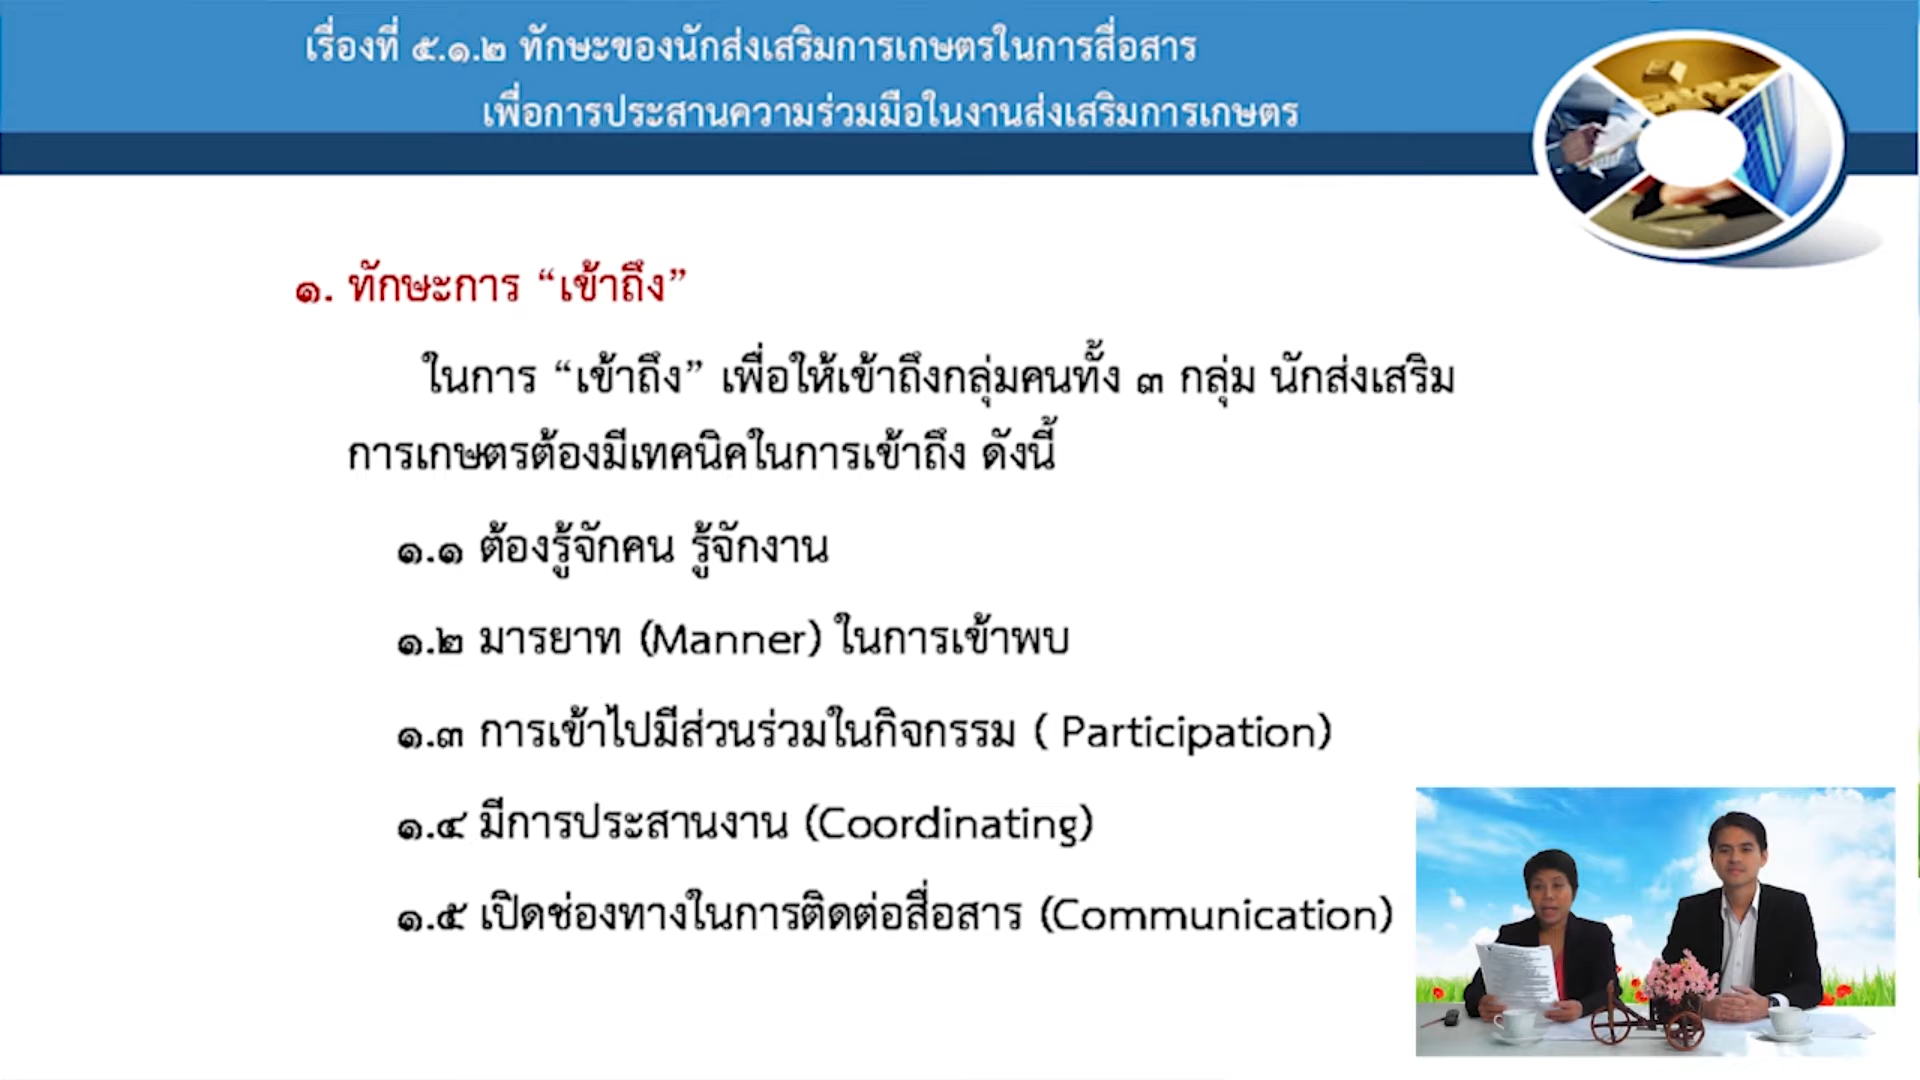 เรื่องที่ ๕.๑.๒ ทักษะของนักส่งเสริมการเกษตรในการสื่อสาร
เพื่อการประสานความร่วมมือในงานส่งเสริมการเกษตร
๑. ทักษะการ “เข้าถึง”
ในการ “เข้าถึง” เพื่อให้เข้าถึงกลุ่มคนทั้ง ๓ กลุ่ม นักส่งเสริม
การเกษตรต้องมีเทคนิคในการเข้าถึง ดังนี้
๑.๑ ต้องรู้จักคน รู้จักงาน
๑.๒ มารยาท (Manner) ในการเข้าพบ
๑.๓ การเข้าไปมีส่วนร่วมในกิจกรรม ( Participation)
๑.๔ มีการประสานงาน (Coordinating)
๑.๕ เปิดช่องทางในการติดต่อสื่อสาร (Communication)